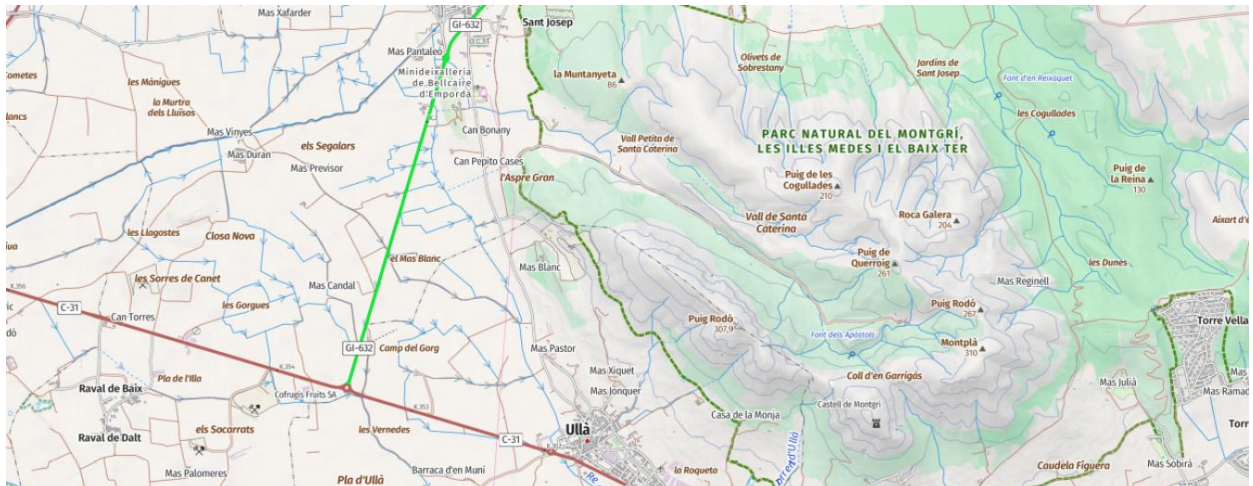 Mas Xafarder
GI-632
Sant Josep
Mas Pantaleo
Minideixalleria
de Bellcaire
d'Empordà
la Muntanyeta
86
Olivets de
Sobrestany
Jardins de
Sant Josep
Font d'en Reixaquet
les Cogullades
Cometes
les Mànigues
la Murtra
dels Lluïsos
Mas Vinyes
Mas Duran
els Segalars
Mas Previsor
Can Bonany
Can Pepito Cases
l'Aspre Gran
Vall Petita de
Santa Caterina
PARC NATURAL DEL MONTGRÍ,
LES ILLES MEDES I EL BAIX TER
Puig de les
Cogullades
210
Puig de
la Reina
130
Roca Galera
204
Vall de Santa
Caterina
Puig de
Querroig
261
les Dunes
Mas Reginell
les Llagostes
Closa Nova
el Mas Blanc
Mas Blanc
les Sorres de Canet
Mas Candal
K.356
C-31
Can Torres
les Gorgues
Puig Rodó
307,9
Puig Rodó
267
Font dels Apòstols
Montplà
310
Torre Vella
GI-632
Camp del Gorg
K.354
Mas Pastor
Coll d'en Garrigàs
Pla de l'Illa
Cofrugis Fruits SA
Raval de Baix
Mas Xiquet
Mas Jonquer
Mas Julià
K.353
Casa de la Monja
Castell de Montgrí
Raval de Dalt
els Socarrats
les Vernedes
Ullà
C-31
Mas Palomeres
Barraca d'en Muní
Pla d'Ullà
la Roqueta
Caudela Figuera
Mas Sobirà